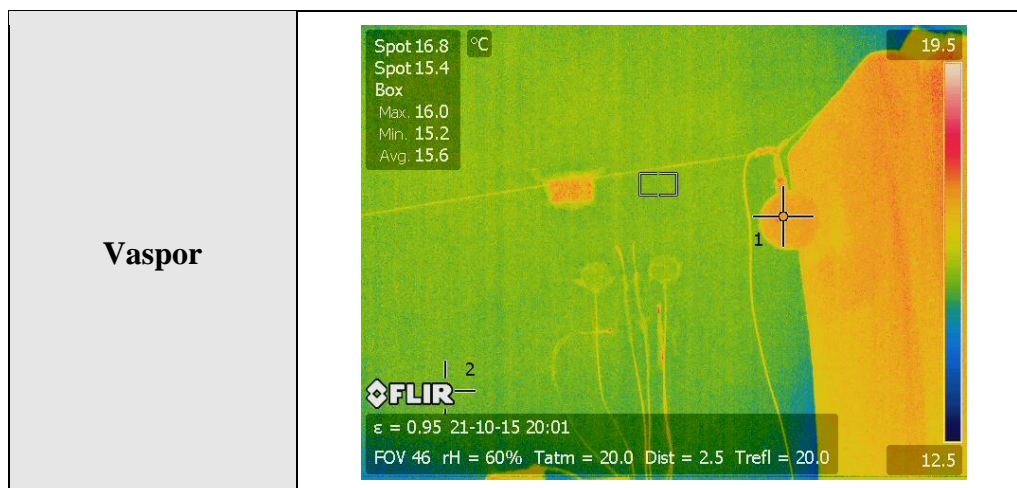 Vaspor
Spot 16.8 °C
Spot 15.4
Box
Max. 16.0
Min. 15.2
Avg. 15.6
19.5
1
2
◆FLIR
ε = 0.95 21-10-15 20:01
FOV 46 rH = 60% Tatm = 20.0 Dist = 2.5 Trefl = 20.0
12.5